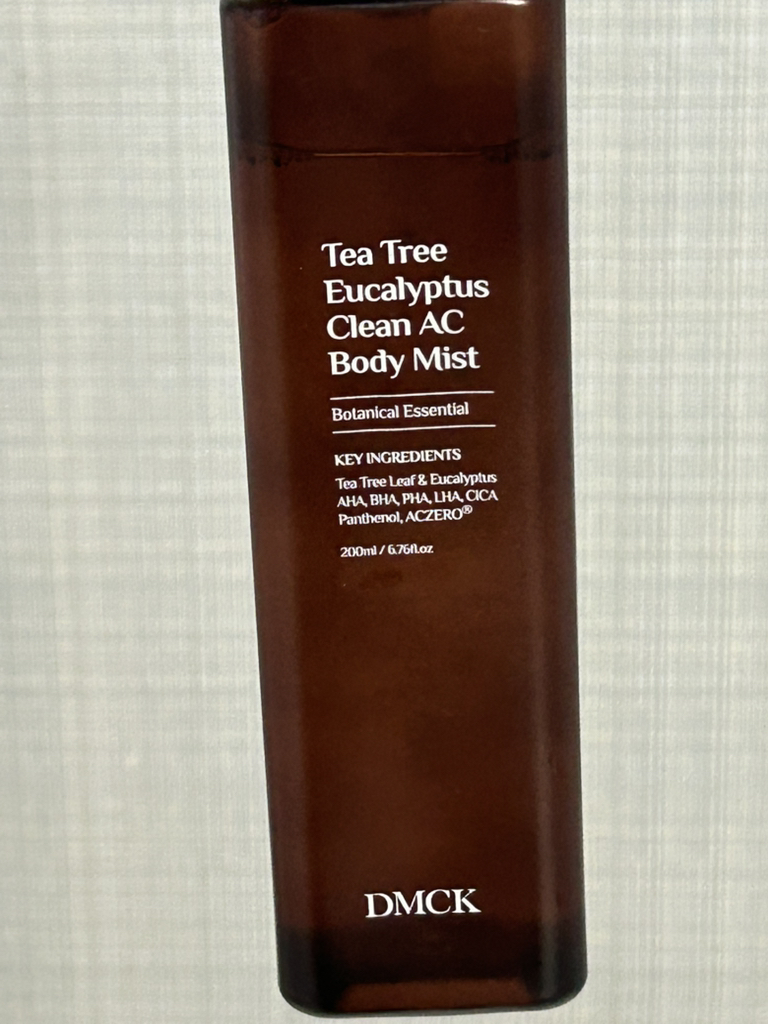 Tea Tree
Eucalyptus
Clean AC
Body Mist
Botanical Essential
KEY INGREDIENTS
Tea Tree Leaf & Eucalyptus
AHA, BHA, PHA, LHA, CICA
Panthenol, ACZERO®
200ml / 6.76fl.oz
DMCK